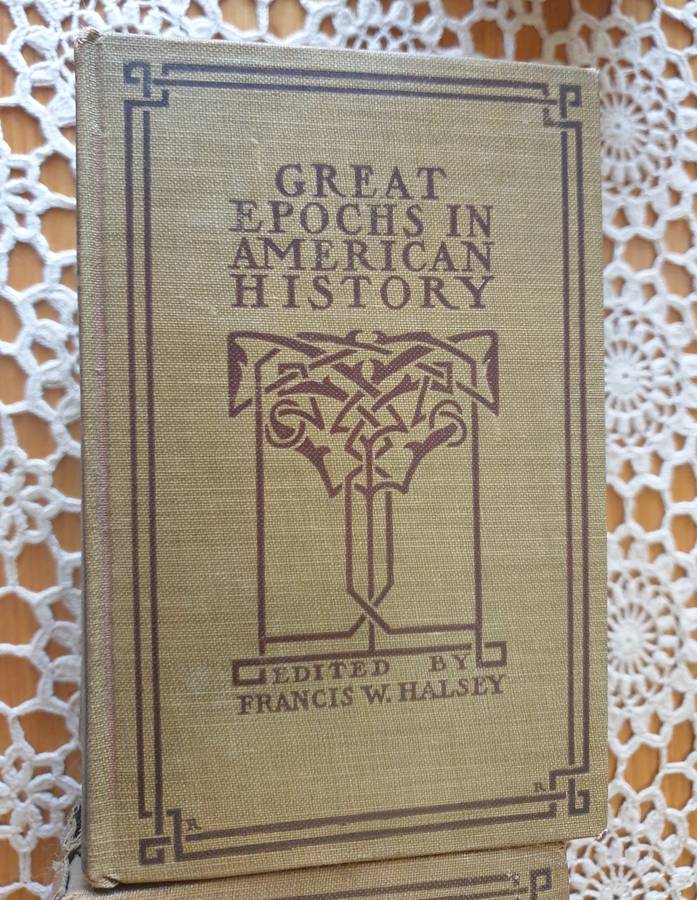 GREAT
EPOCHS IN
AMERICAN
HISTORY
EDITED BY
FRANCIS W. HALSEY
R R